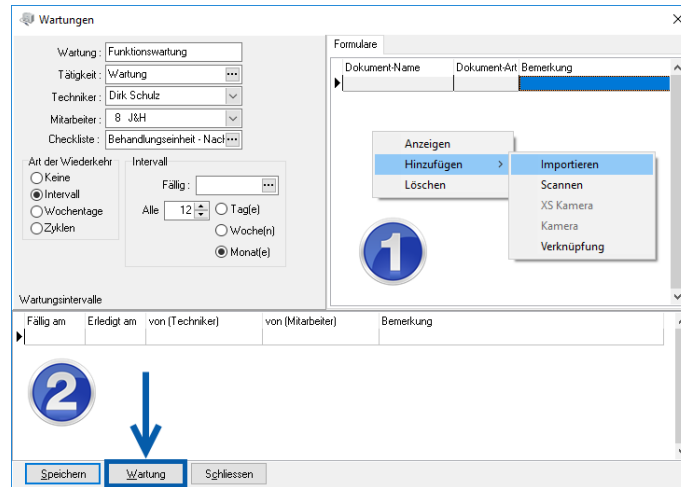 Wartungen
Wartung : Funktionswartung
Tätigkeit : Wartung
Techniker : Dirk Schulz
Mitarbeiter : 8 J&H
Checkliste : Behandlungseinheit - Nach
Art der Wiederkehr
Keine
Intervall
Wochentage
Zyklen
Intervall
Fällig :
Alle 12 Tag(e)
Woche(n)
Monat(e)
Wartungsintervalle
Formulare
Dokument-Name Dokument-Art Bemerkung
Anzeigen
Hinzufügen
Löschen
Importieren
Scannen
XS Kamera
Kamera
Verknüpfung
1
Fällig am Erledigt am von (Techniker) von (Mitarbeiter) Bemerkung
2
Speichern Wartung Schliessen